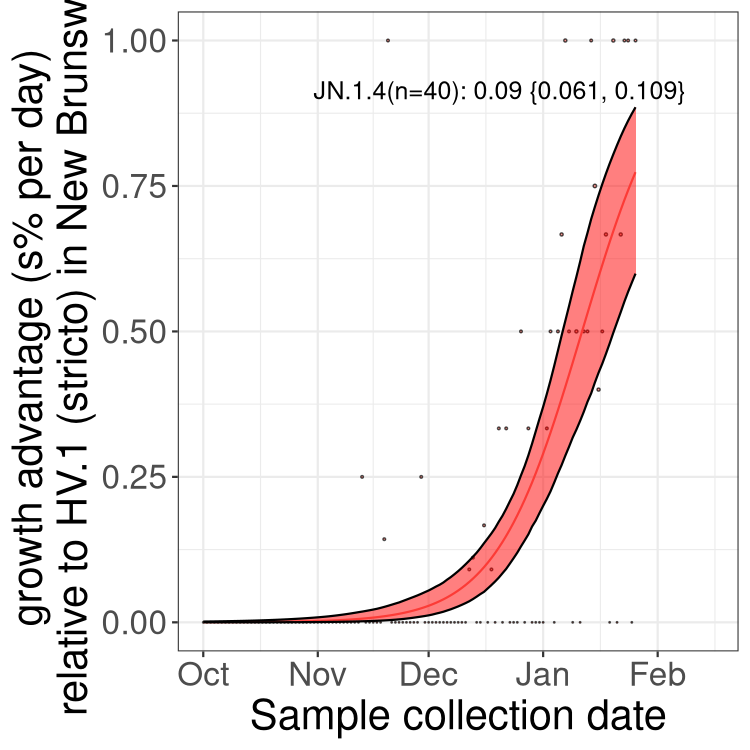 growth advantage (s% per day)
relative to HV.1 (stricto) in New Brunsw
1.00
0.75
0.50
0.25
0.00
JN.1.4(n=40): 0.09 {0.061, 0.109}
Oct Nov Dec Jan Feb
Sample collection date